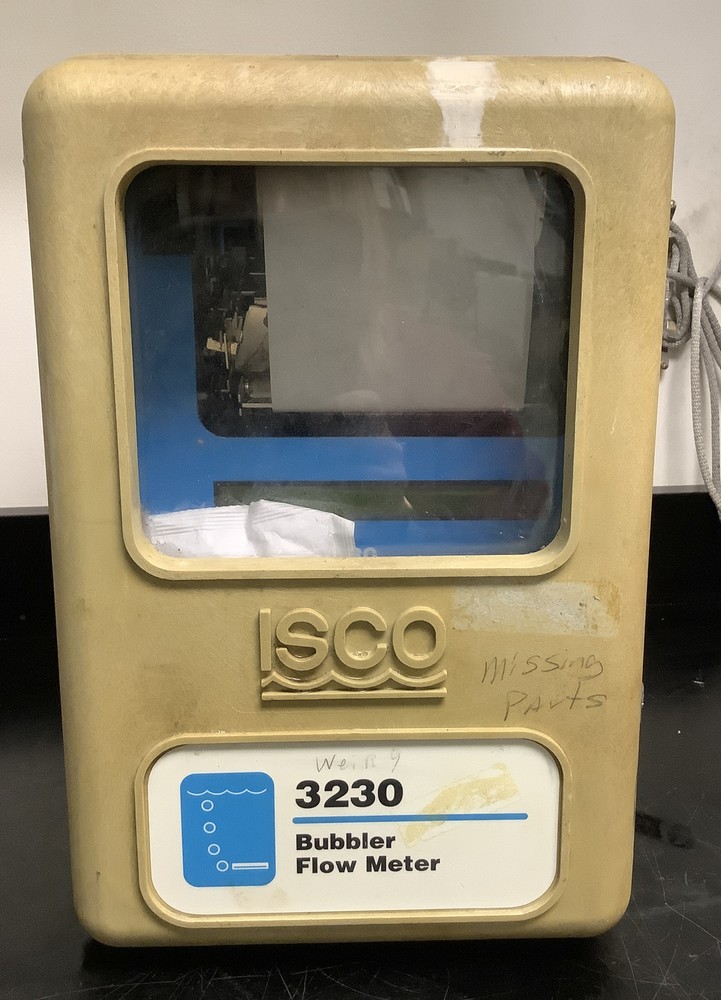 ISCO
Missing
Parts
Weir 9
3230
Bubbler
Flow Meter